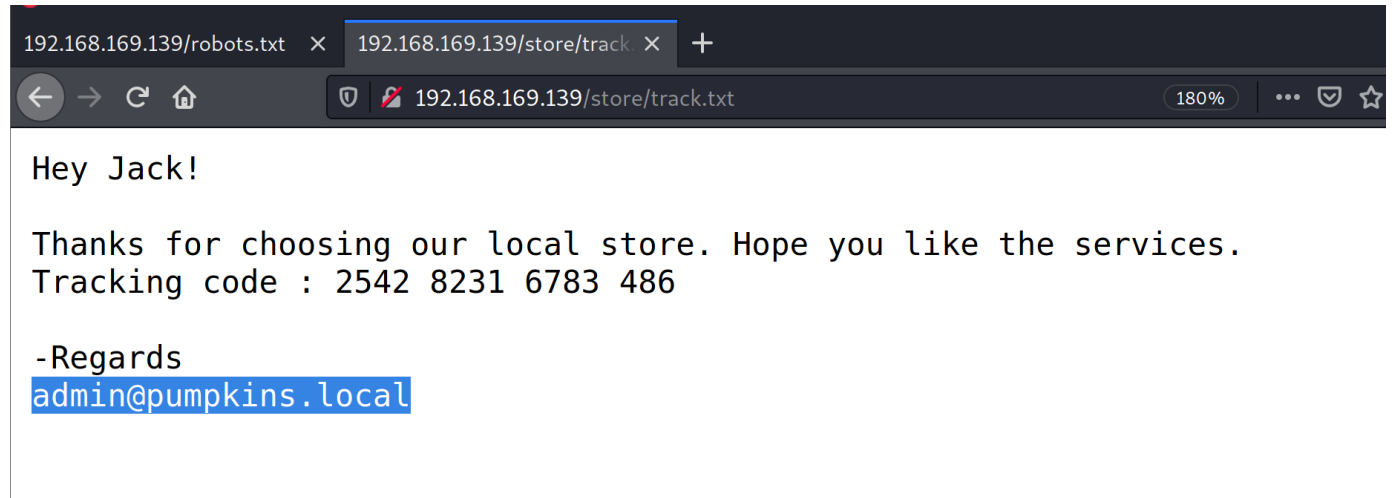 192.168.169.139/robots.txt
192.168.169.139/store/track.
192.168.169.139/store/track.txt
180%
Hey Jack!
Thanks for choosing our local store. Hope you like the services.
Tracking code : 2542 8231 6783 486
-Regards
admin@pumpkins.local